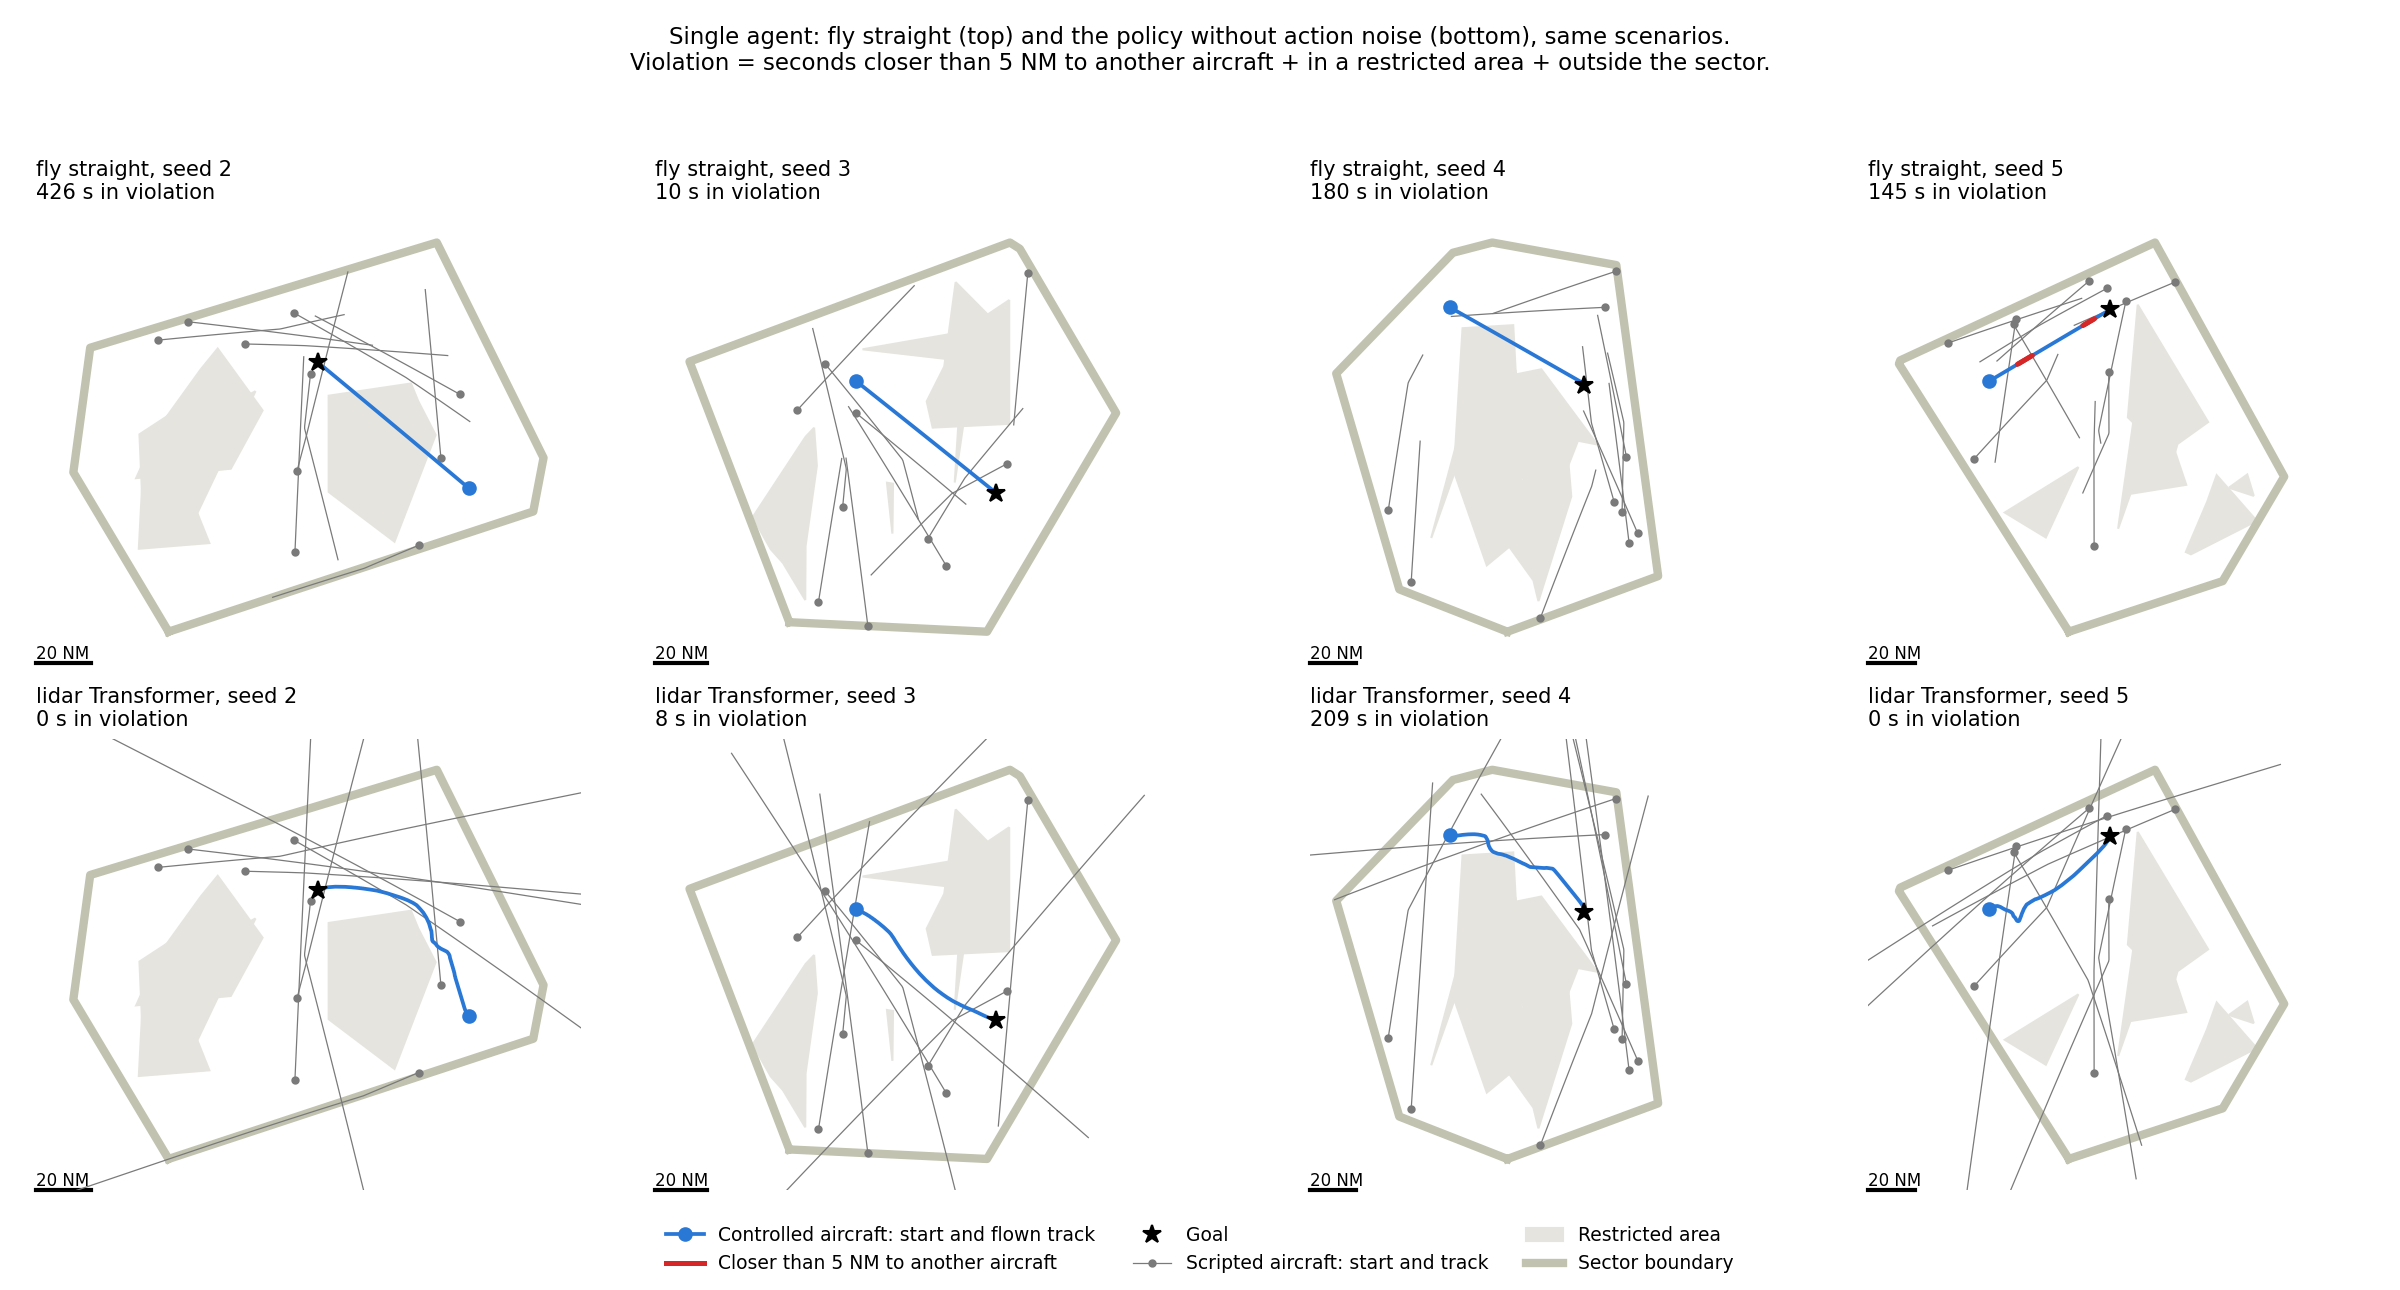 Single agent: fly straight (top) and the policy without action noise (bottom), same scenarios.
Violation = seconds closer than 5 NM to another aircraft + in a restricted area + outside the sector.
fly straight, seed 2
426 s in violation
fly straight, seed 3
10 s in violation
fly straight, seed 4
180 s in violation
fly straight, seed 5
145 s in violation
20 NM
20 NM
20 NM
20 NM
lidar Transformer, seed 2
0 s in violation
lidar Transformer, seed 3
8 s in violation
lidar Transformer, seed 4
209 s in violation
lidar Transformer, seed 5
0 s in violation
20 NM
20 NM
20 NM
20 NM
Controlled aircraft: start and flown track
Closer than 5 NM to another aircraft
Goal
Scripted aircraft: start and track
Restricted area
Sector boundary